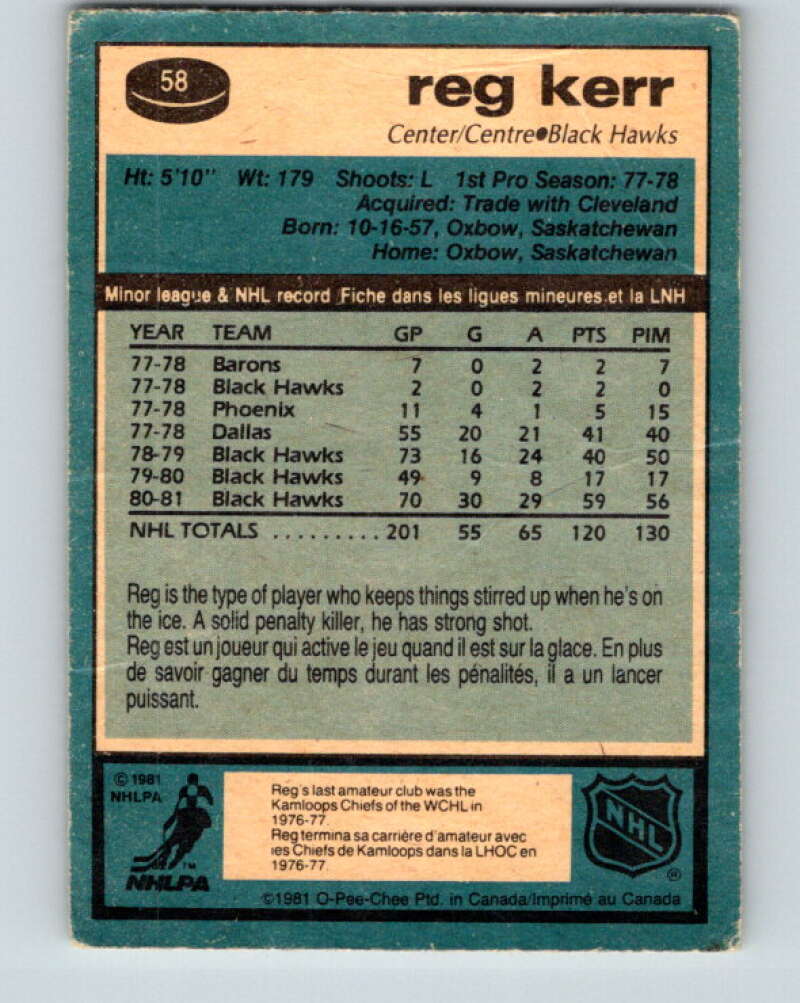 58
reg kerr
Center/Centre●Black Hawks
Ht: 5'10" Wt: 179 Shoots: L 1st Pro Season: 77-78
Acquired: Trade with Cleveland
Born: 10-16-57, Oxbow, Saskatchewan
Home: Oxbow, Saskatchewan
Minor league & NHL record Fiche dans les ligues mineures et la LNH
YEAR TEAM GP G A PTS PIM
77-78 Barons 7 0 2 2 7
77-78 Black Hawks 2 0 2 2 0
77-78 Phoenix 11 4 1 5 15
77-78 Dallas 55 20 21 41 40
78-79 Black Hawks 73 16 24 40 50
79-80 Black Hawks 49 9 8 17 17
80-81 Black Hawks 70 30 29 59 56
NHL TOTALS ......... 201 55 65 120 130
Reg is the type of player who keeps things stirred up when he's on
the ice. A solid penalty killer, he has strong shot.
Reg est un joueur qui active le jeu quand il est sur la glace. En plus
de savoir gagner du temps durant les pénalités, il a un lancer
puissant.
© 1981
NHLPA
TM
NHLPA
Reg's last amateur club was the
Kamloops Chiefs of the WCHL in
1976-77.
Reg termina sa carrière d'amateur avec
les Chiefs de Kamloops dans la LHOC en
1976-77.
NHL
®
©1981 O-Pee-Chee Ptd. in Canada/Imprimé au Canada